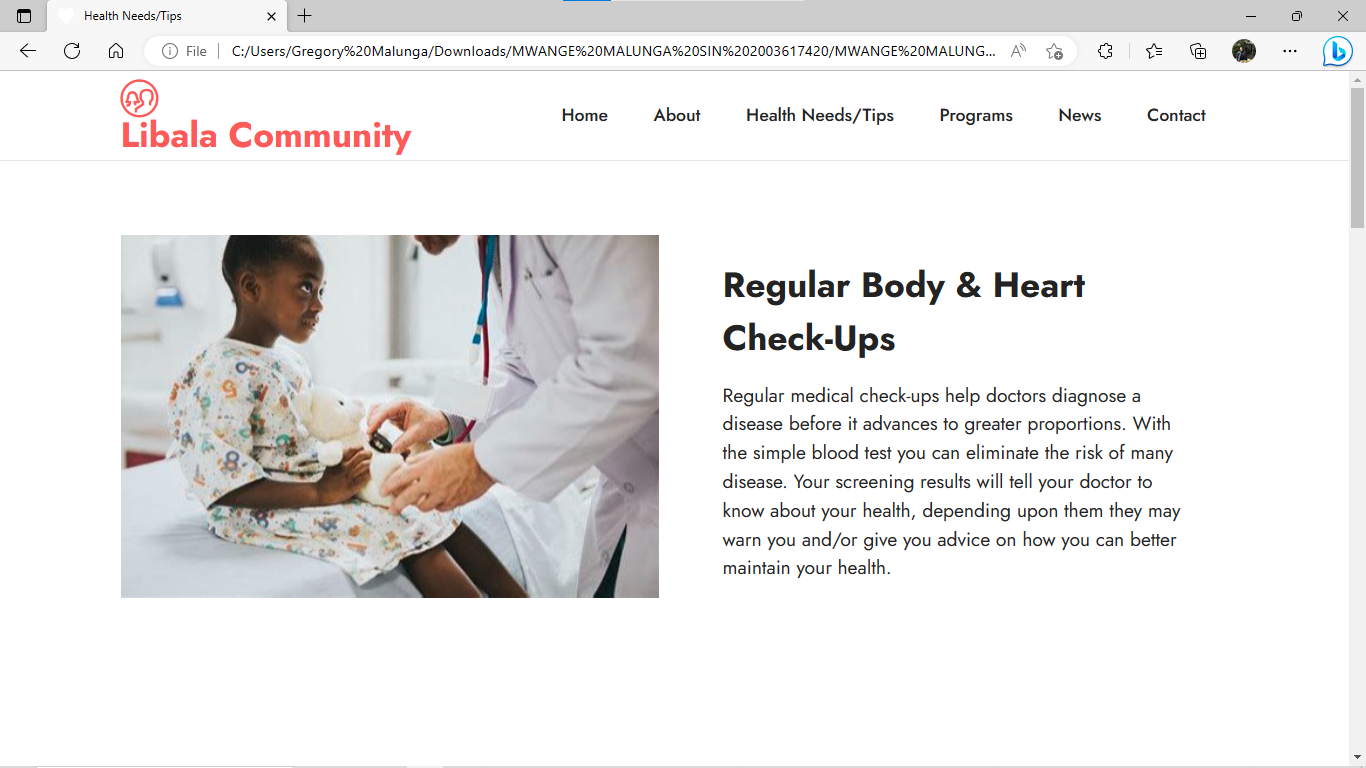 Health Needs/Tips
File
C:/Users/Gregory%20Malunga/Downloads/MWANGE%20MALUNGA%20SIN%202003617420/MWANGE%20MALUNG...
Libala Community
Home About Health Needs/Tips Programs News Contact
Regular Body & Heart
Check-Ups
Regular medical check-ups help doctors diagnose a
disease before it advances to greater proportions. With
the simple blood test you can eliminate the risk of many
disease. Your screening results will tell your doctor to
know about your health, depending upon them they may
warn you and/or give you advice on how you can better
maintain your health.